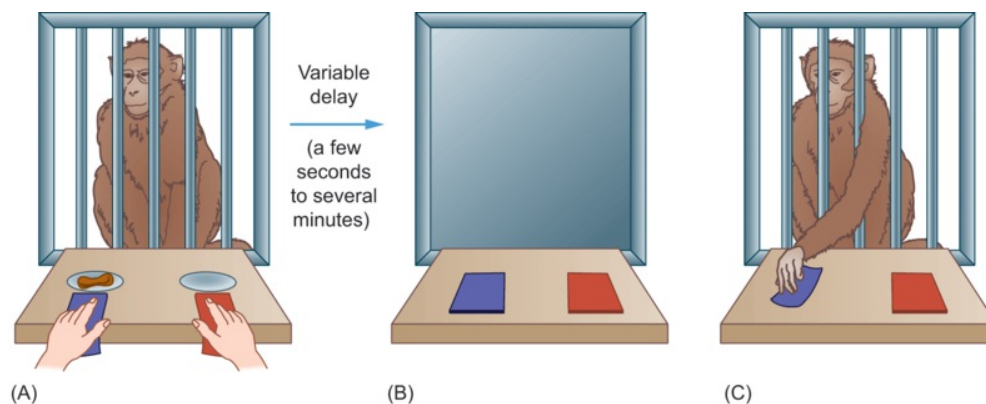 Variable
delay
(a few
seconds
to several
minutes)
(A)
(B)
(C)